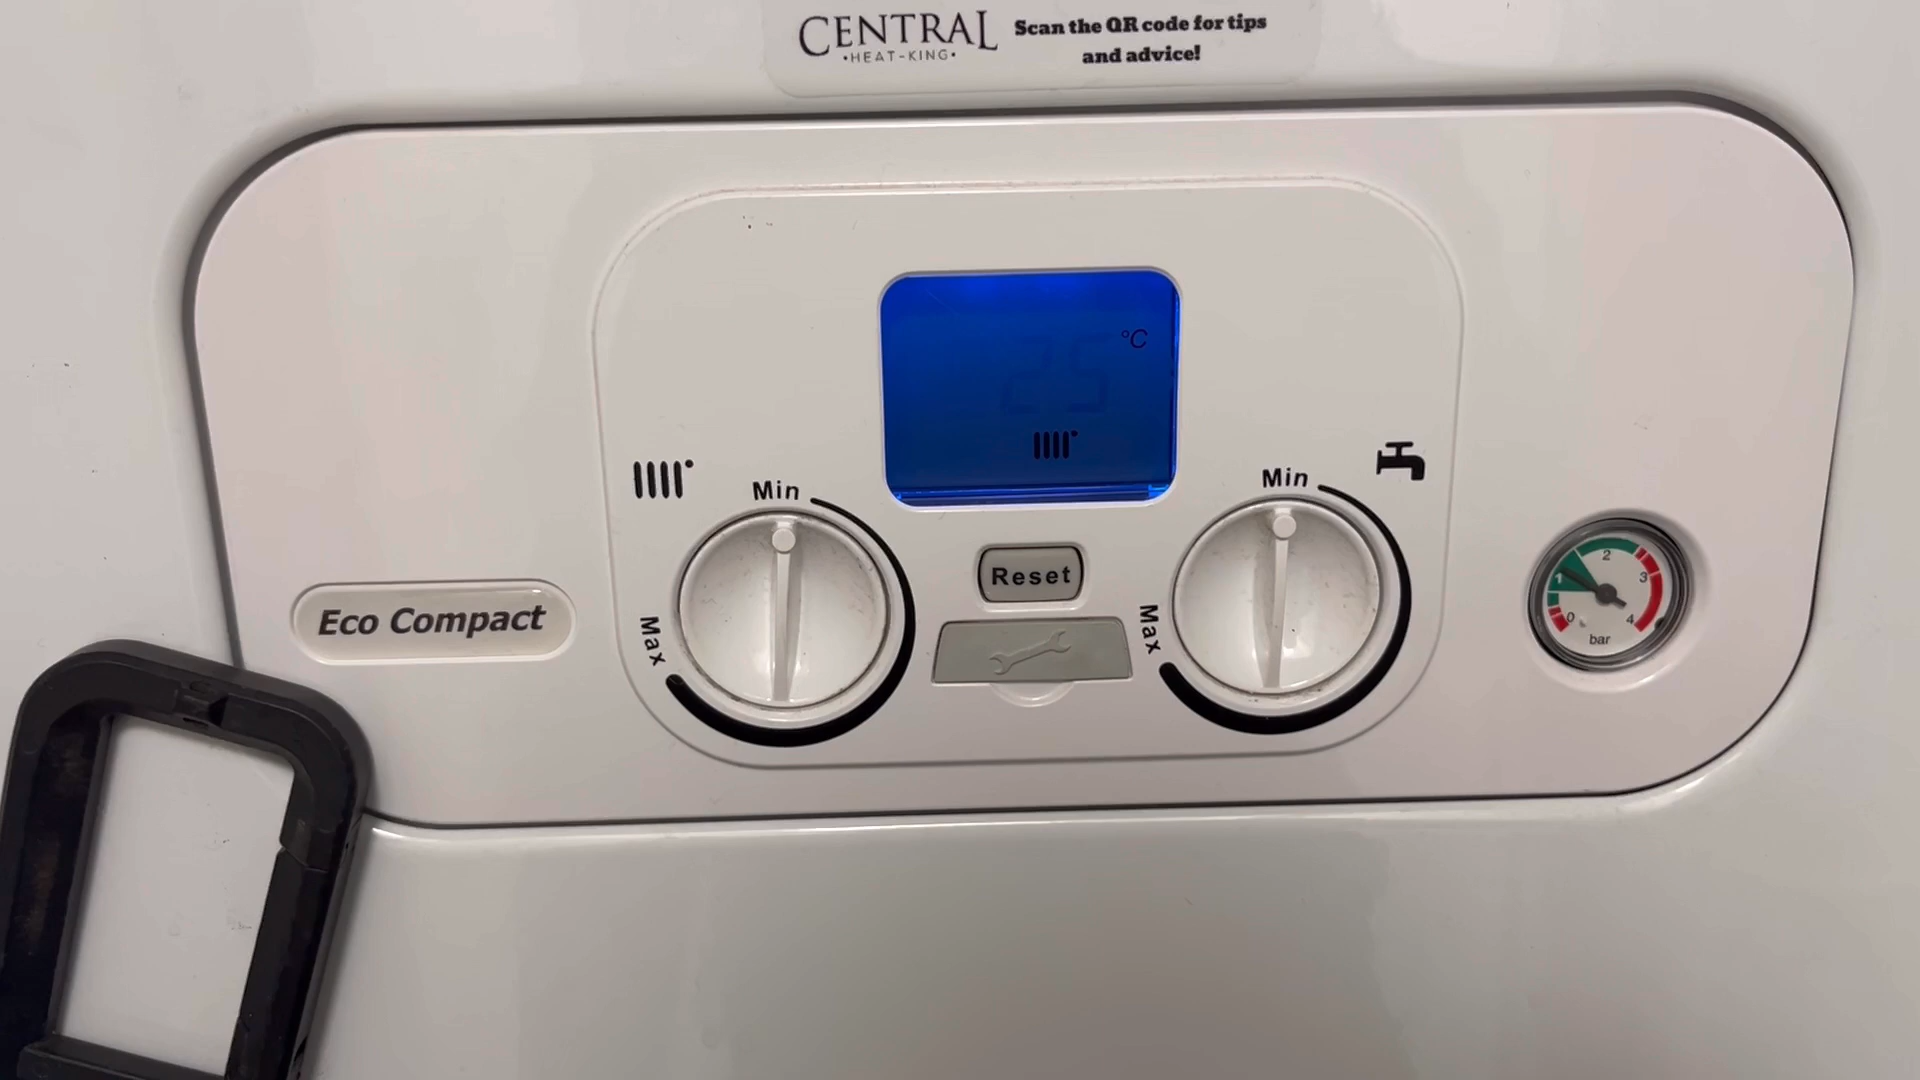 CENTRAL
•HEAT-KING•
Scan the QR code for tips
and advice!
25 °C
Min
Max
Min
Max
Reset
Eco Compact
0 1 2 3 4
bar